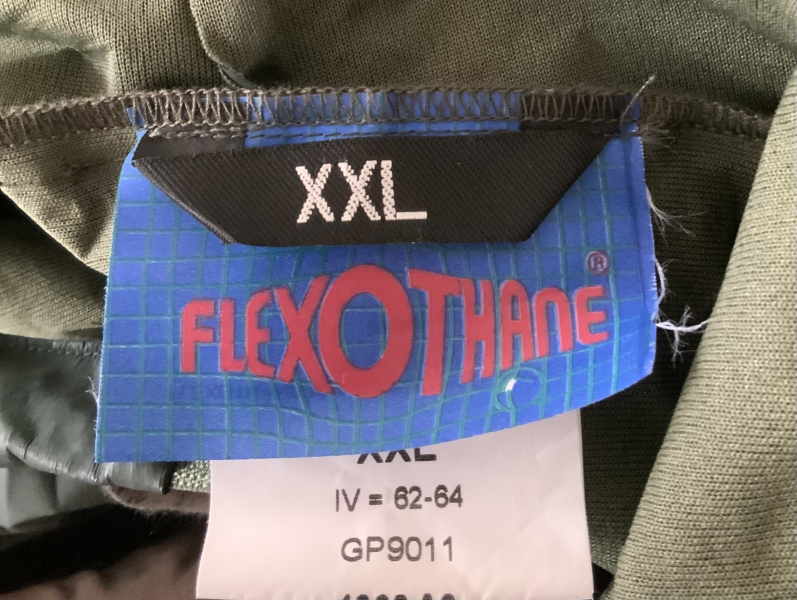 XXL
FLEXOTHANE®
XXL
IV = 62-64
GP9011